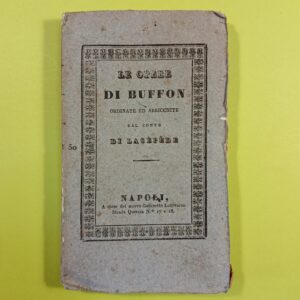 LE OPERE
DI BUFFON
ORDINATE ED ARRICCHITE
DAL CONTE
DI LACÉPÈDE
50
NAPOLI,
A spese del nuovo Gabinetto Letterario
Strada Quercia N.° 17 e 18.